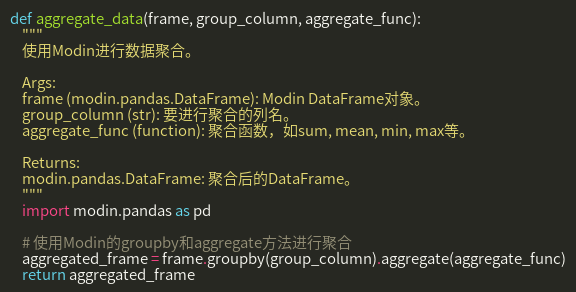 def aggregate_data(frame, group_column, aggregate_func):
"""
使用Modin进行数据聚合。
Args:
frame (modin.pandas.DataFrame): Modin DataFrame对象。
group_column (str): 要进行聚合的列名。
aggregate_func (function): 聚合函数，如sum, mean, min, max等。
Returns:
modin.pandas.DataFrame: 聚合后的DataFrame。
"""
import modin.pandas as pd
# 使用Modin的groupby和aggregate方法进行聚合
aggregated_frame = frame.groupby(group_column).aggregate(aggregate_func)
return aggregated_frame